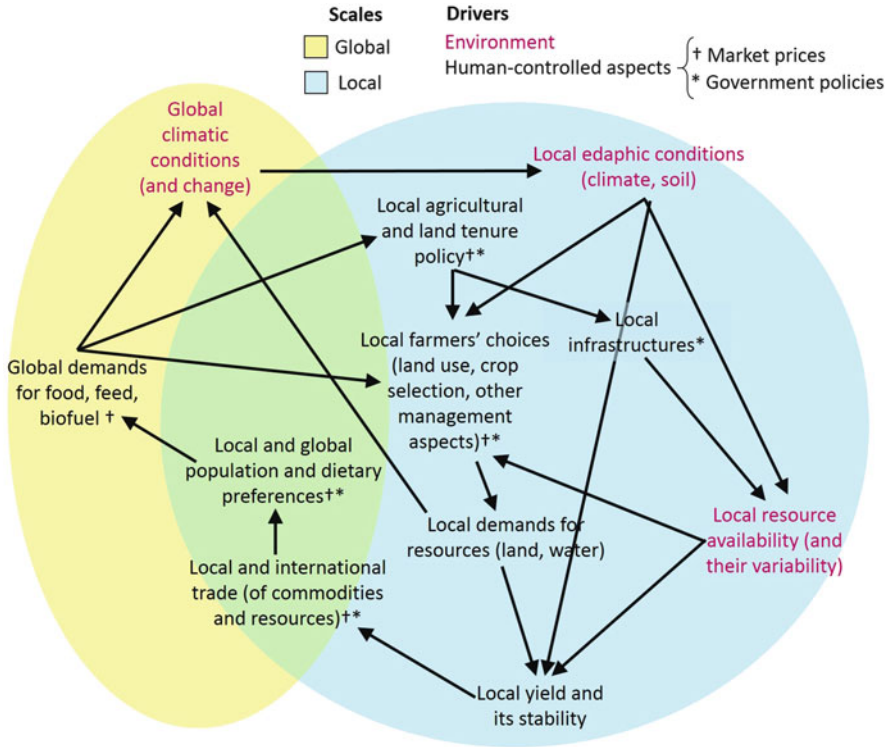 Scales
Global
Local
Drivers
Environment
Human-controlled aspects
† Market prices
* Government policies
Global
climatic
conditions
(and change)
Local edaphic conditions
(climate, soil)
Local agricultural
and land tenure
policy†*
Local farmers’ choices
(land use, crop
selection, other
management
aspects)†*
Local
infrastructures*
Global demands
for food, feed,
biofuel †
Local and global
population and dietary
preferences†*
Local demands for
resources (land, water)
Local resource
availability (and
their variability)
Local and international
trade (of commodities
and resources)†*
Local yield and
its stability